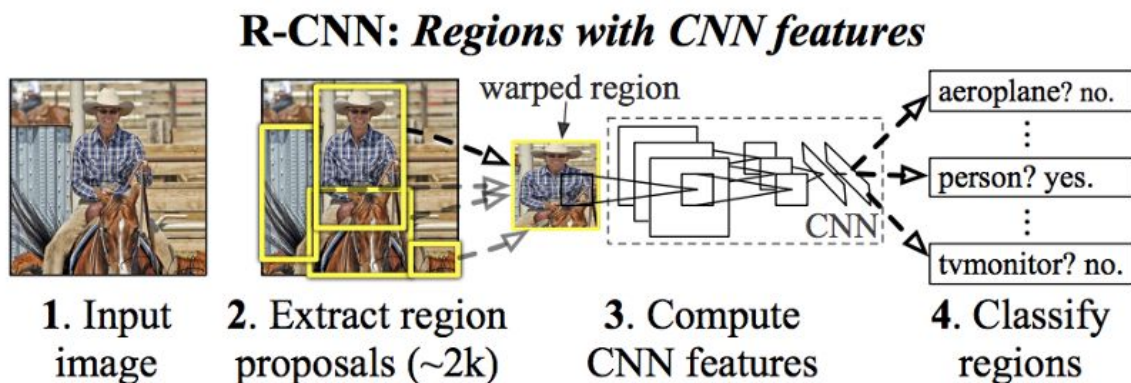 R-CNN: Regions with CNN features
warped region
aeroplane? no.
person? yes.
tvmonitor? no.
CNN
1. Input
image
2. Extract region
proposals (~2k)
3. Compute
CNN features
4. Classify
regions